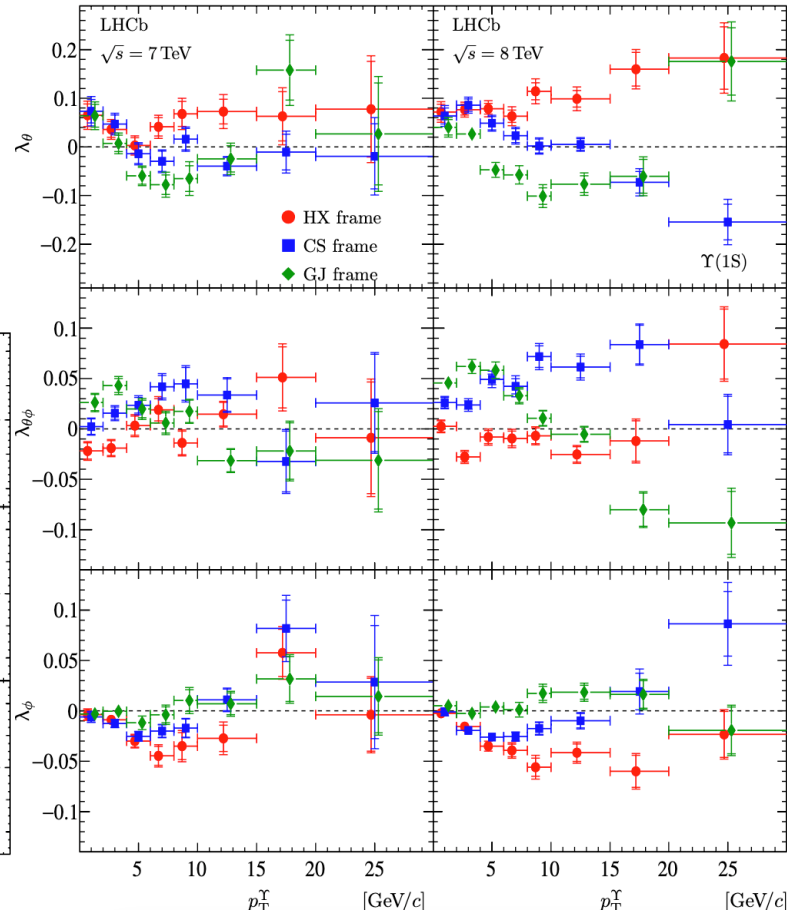 LHCb
√s = 7 TeV
LHCb
√s = 8 TeV
0.2
0.1
0
−0.1
−0.2
λθ
HX frame
CS frame
GJ frame
ϒ(1S)
0.1
0.05
0
−0.05
−0.1
λθϕ
0.1
0.05
0
−0.05
−0.1
λϕ
5 10 15 20 25
5 10 15 20 25
pTϒ [GeV/c]
pTϒ [GeV/c]